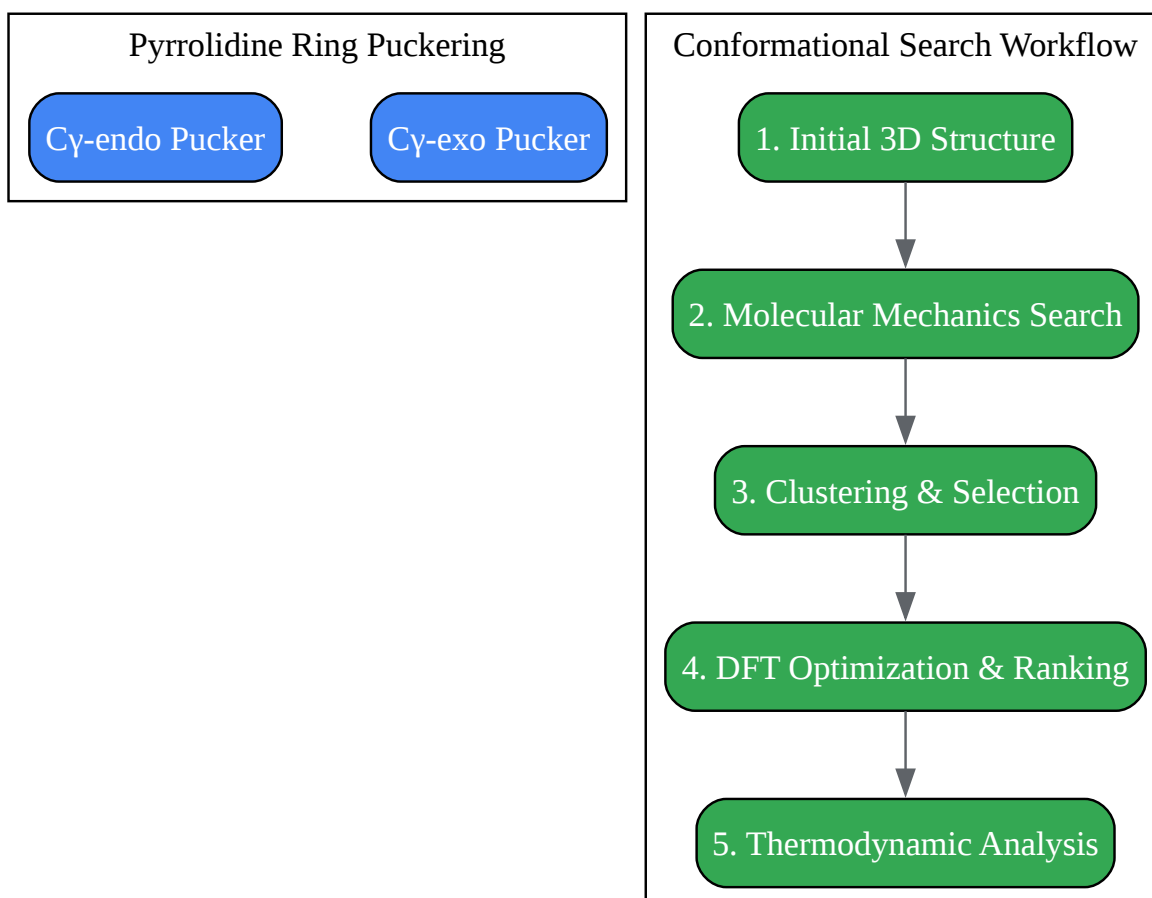 Pyrrolidine Ring Puckering
Cγ-endo Pucker
Cγ-exo Pucker
Conformational Search Workflow
1. Initial 3D Structure
2. Molecular Mechanics Search
3. Clustering & Selection
4. DFT Optimization & Ranking
5. Thermodynamic Analysis